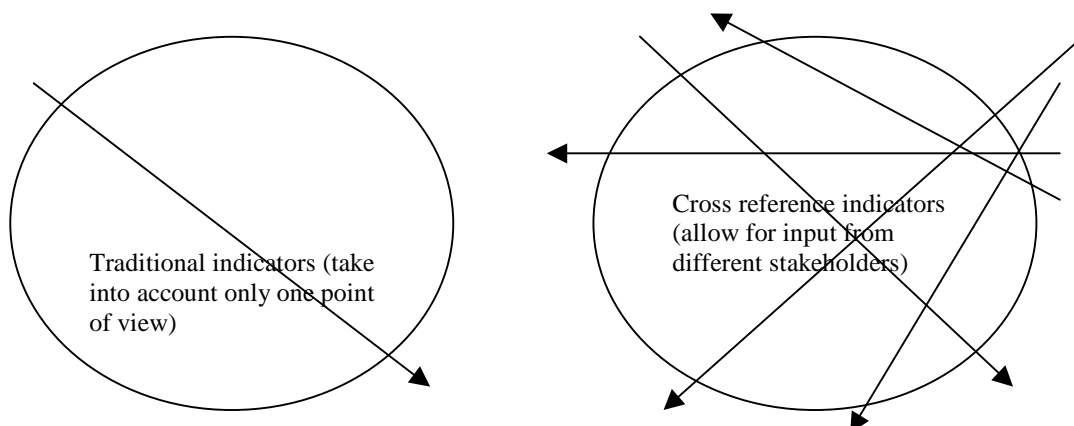 Traditional indicators (take
into account only one point
of view)
Cross reference indicators
(allow for input from
different stakeholders)